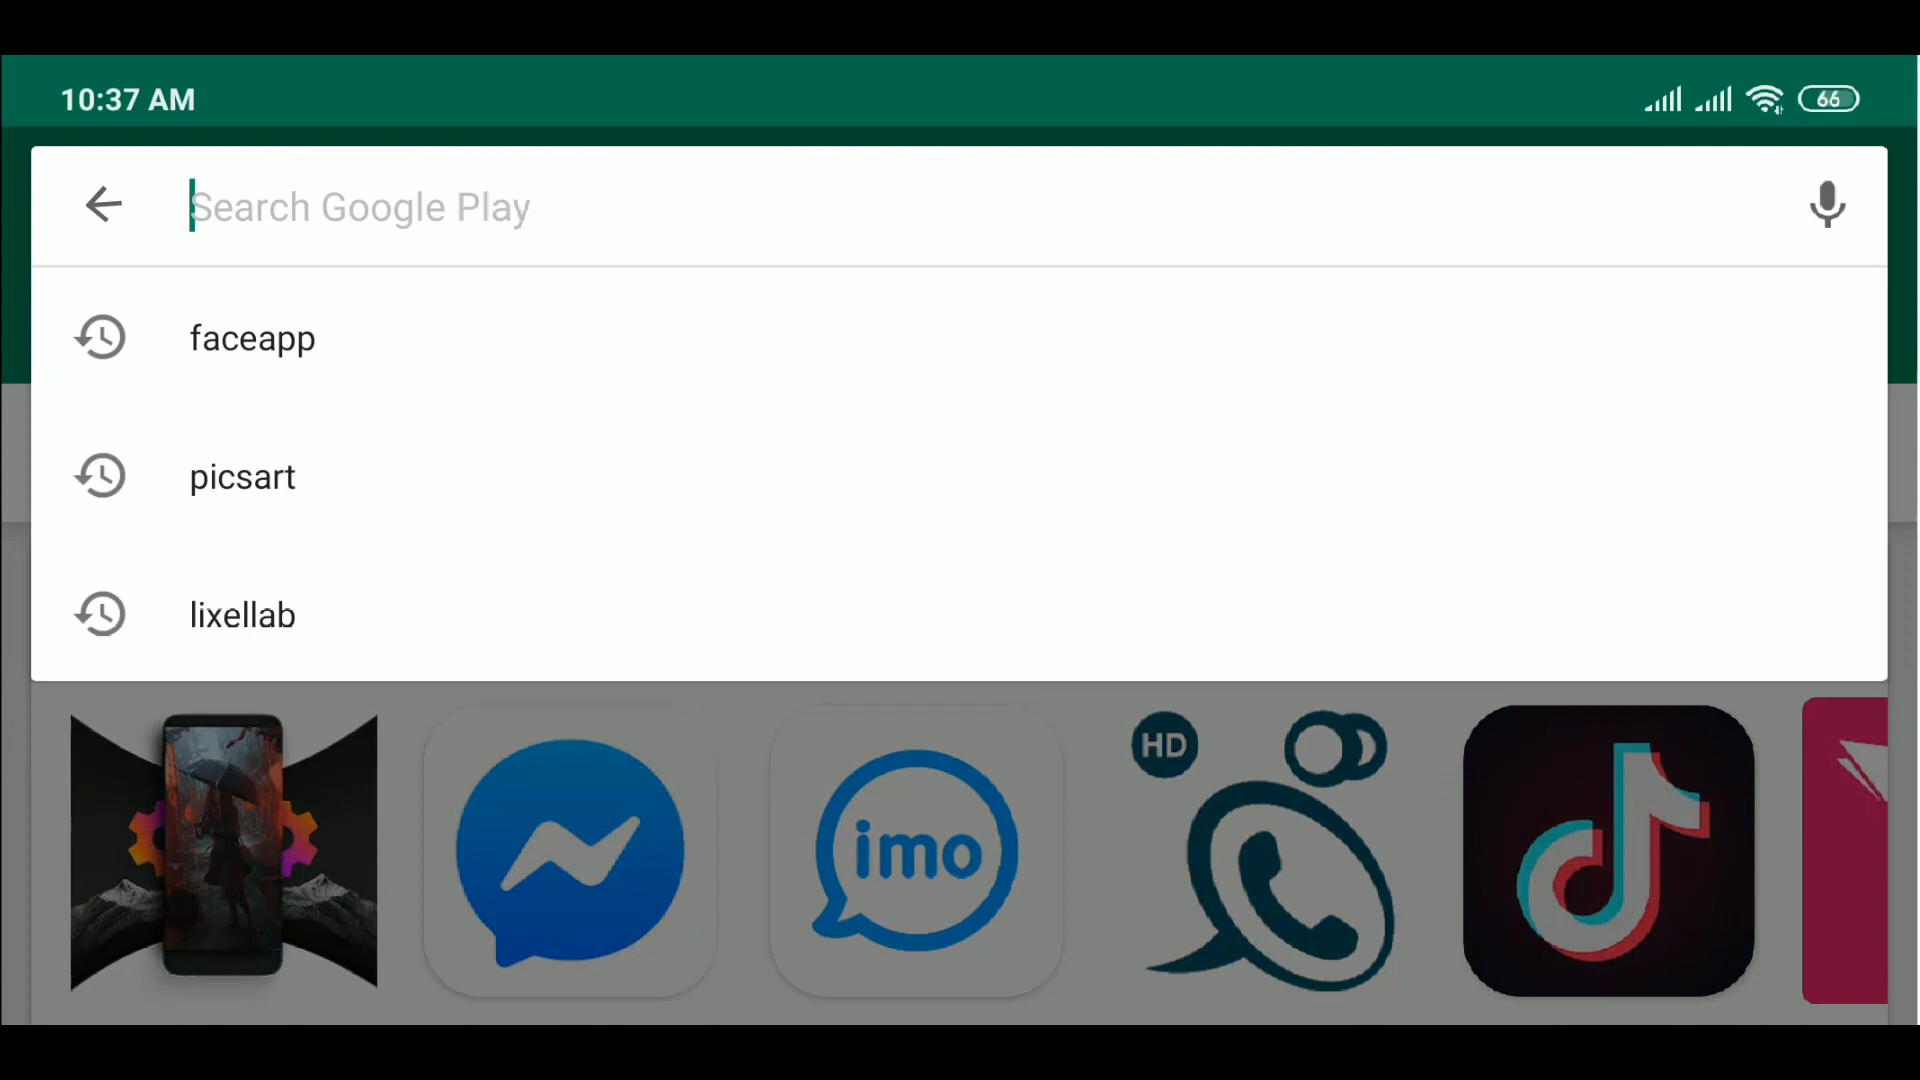 10:37 AM
66
Search Google Play
faceapp
picsart
lixellab
HD
imo